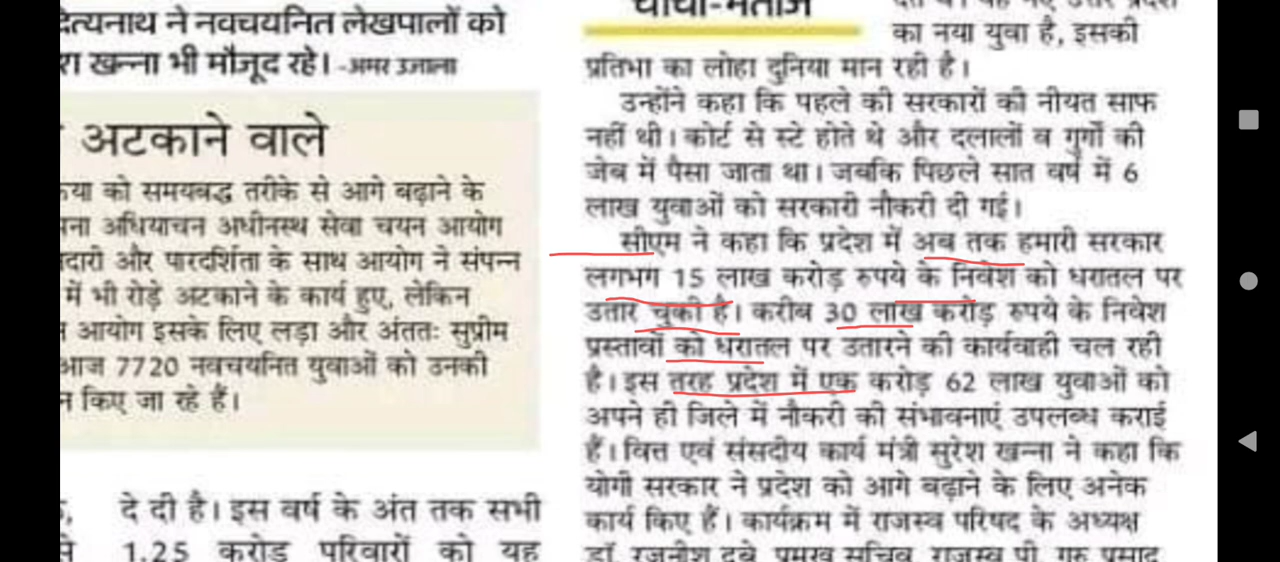 देत्यनाथ ने नवचयनित लेखपालों को
खन्ना भी मौजूद रहे। -अमर उजाला
अटकाने वाले
को समयबद्ध तरीके से आगे बढ़ाने के
अधियाचन अधीनस्थ सेवा चयन आयोग
और पारदर्शिता के साथ आयोग ने संपन्न
में भी रोड़े अटकाने के कार्य हुए, लेकिन
आयोग इसके लिए लड़ा और अंततः सुप्रीम
आज 7720 नवचयनित युवाओं को उनकी
किए जा रहे हैं।
दे दी है। इस वर्ष के अंत तक सभी
1.25 करोड़ परिवारों को यह
चाचा-भतीजे
का नया युवा है, इसकी
प्रतिभा का लोहा दुनिया मान रही है।
उन्होंने कहा कि पहले की सरकारों की नीयत साफ
नहीं थी। कोर्ट से स्टे होते थे और दलालों व गुर्गों की
जेब में पैसा जाता था। जबकि पिछले सात वर्ष में 6
लाख युवाओं को सरकारी नौकरी दी गई।
सीएम ने कहा कि प्रदेश में अब तक हमारी सरकार
लगभग 15 लाख करोड़ रुपये के निवेश को धरातल पर
उतार चुकी है। करीब 30 लाख करोड़ रुपये के निवेश
प्रस्तावों को धरातल पर उतारने की कार्यवाही चल रही
है। इस तरह प्रदेश में एक करोड़ 62 लाख युवाओं को
अपने ही जिले में नौकरी की संभावनाएं उपलब्ध कराई
हैं। वित्त एवं संसदीय कार्य मंत्री सुरेश खन्ना ने कहा कि
योगी सरकार ने प्रदेश को आगे बढ़ाने के लिए अनेक
कार्य किए हैं। कार्यक्रम में राजस्व परिषद के अध्यक्ष
डॉ. रजनीश दुबे, प्रमुख सचिव, राजस्व पी. गुरु प्रसाद